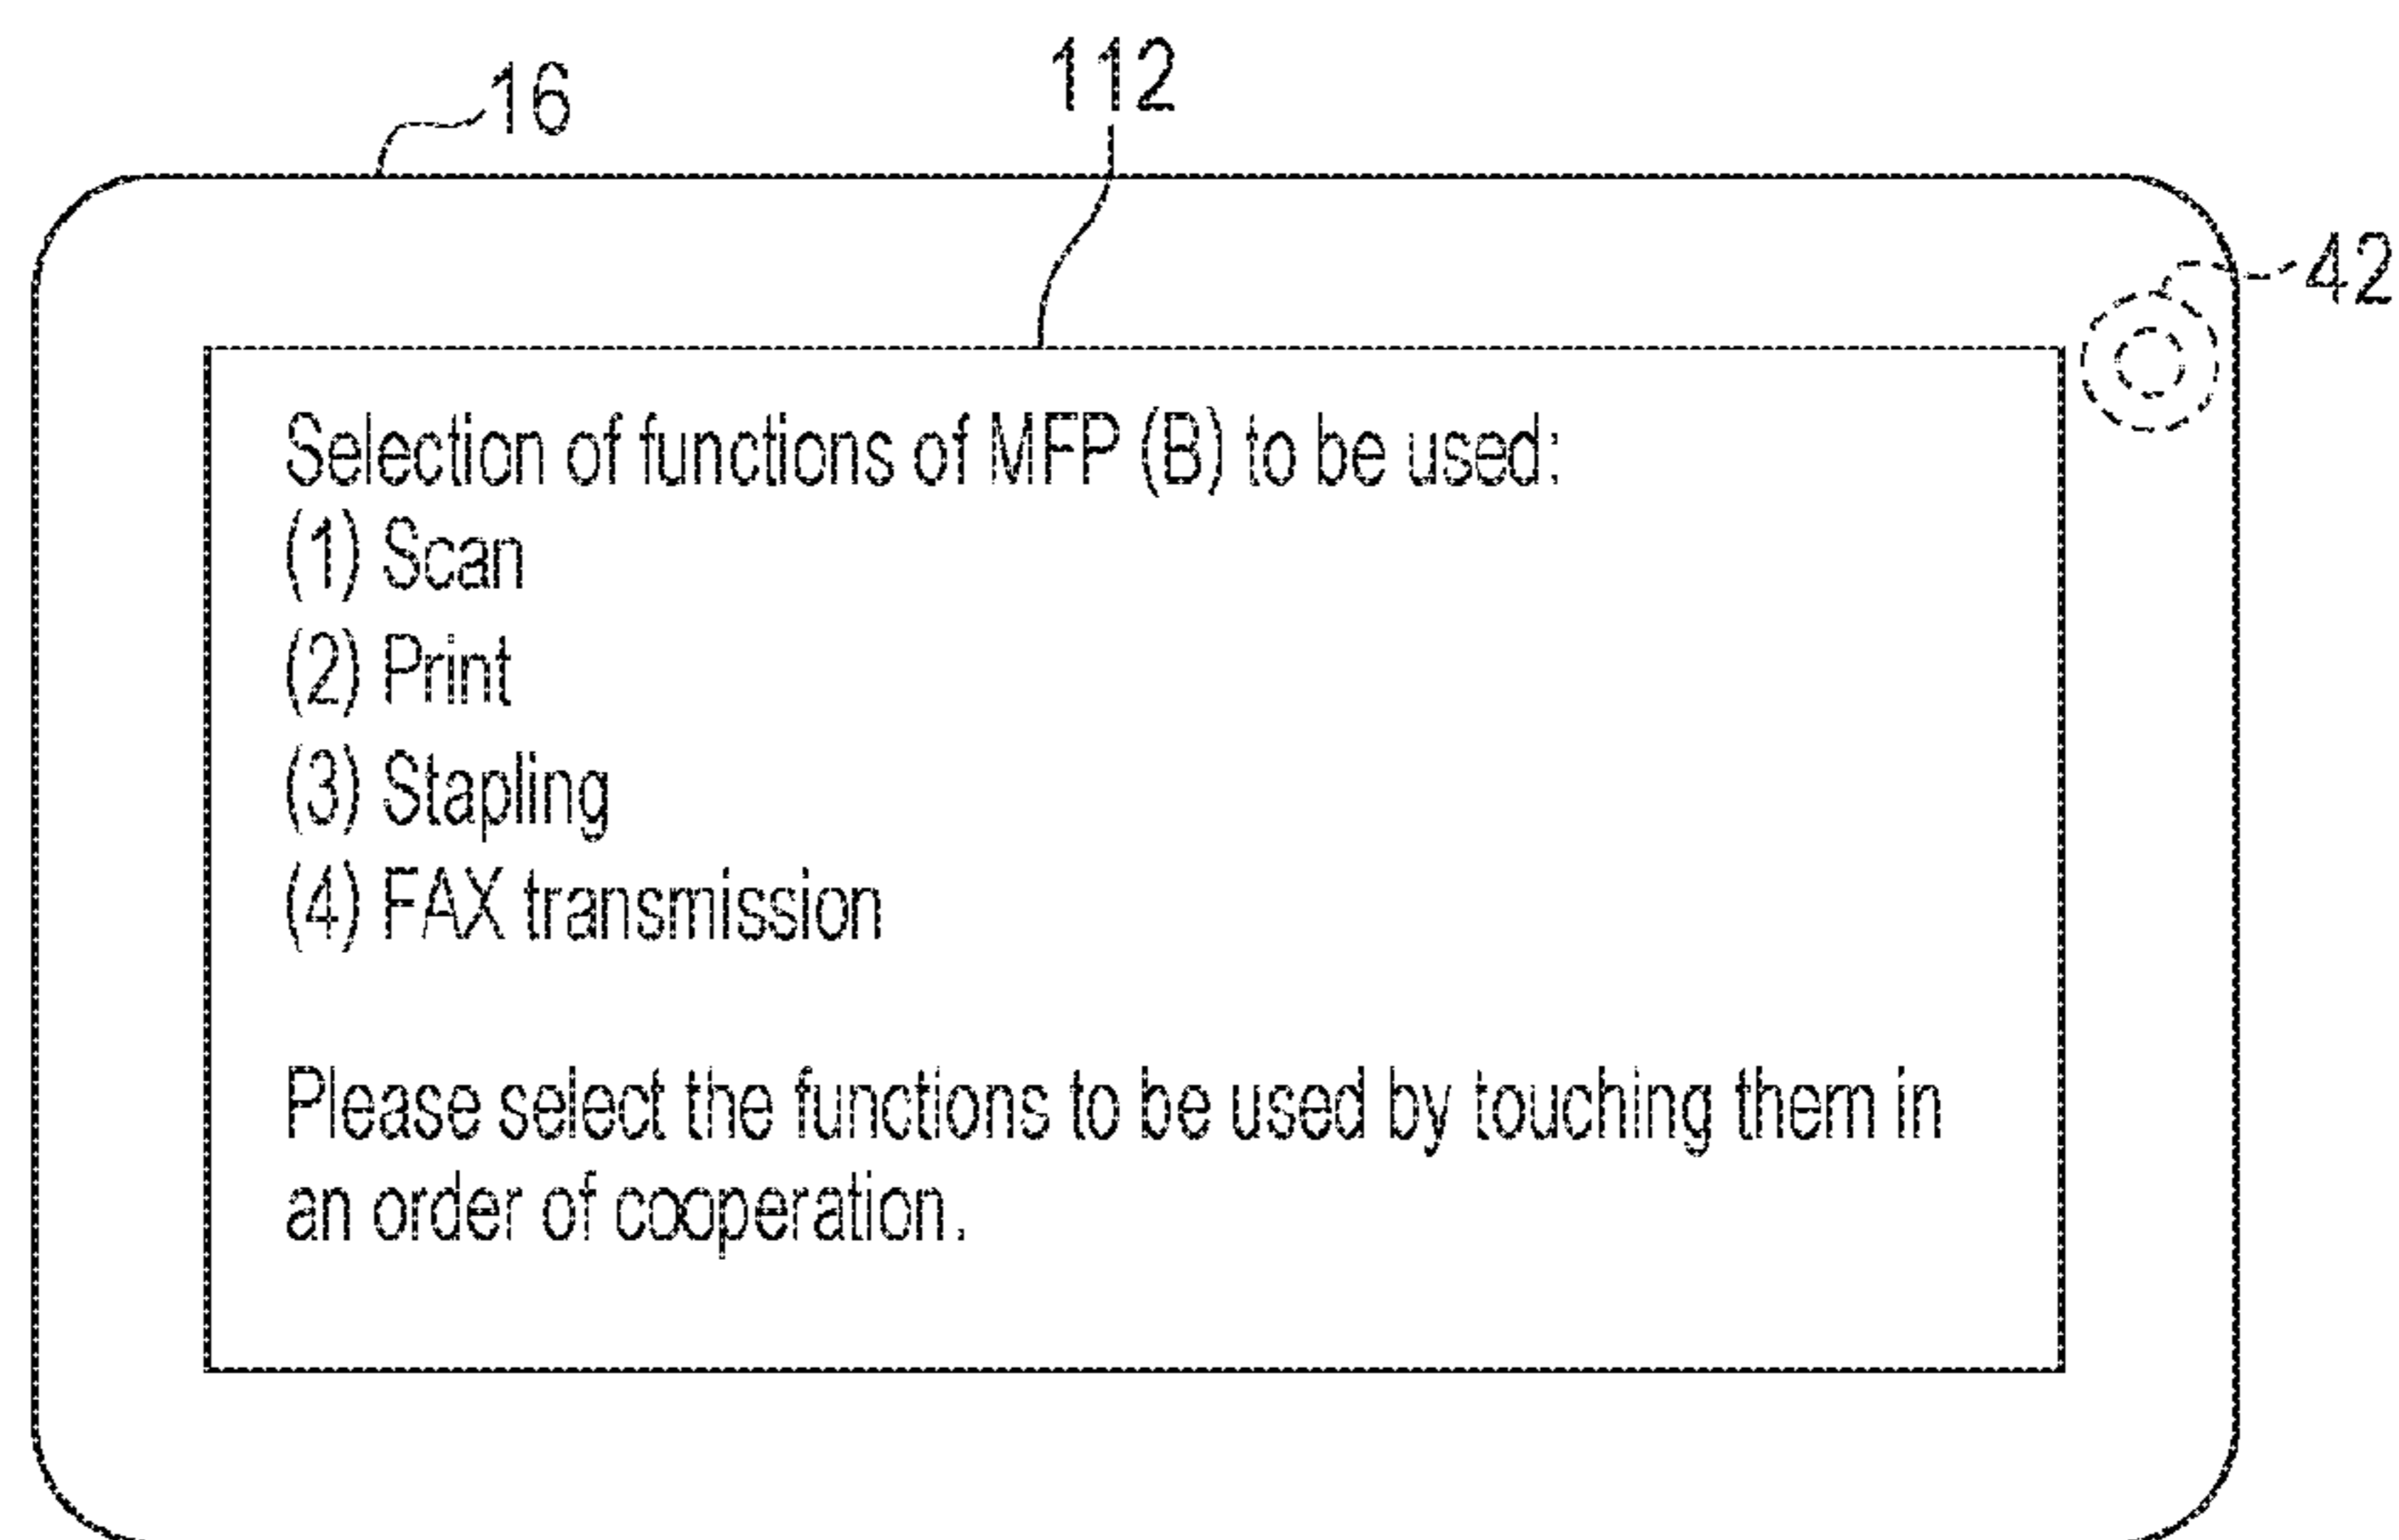 16
112
42
Selection of functions of MFP (B) to be used:
(1) Scan
(2) Print
(3) Stapling
(4) FAX transmission
Please select the functions to be used by touching them in
an order of cooperation.